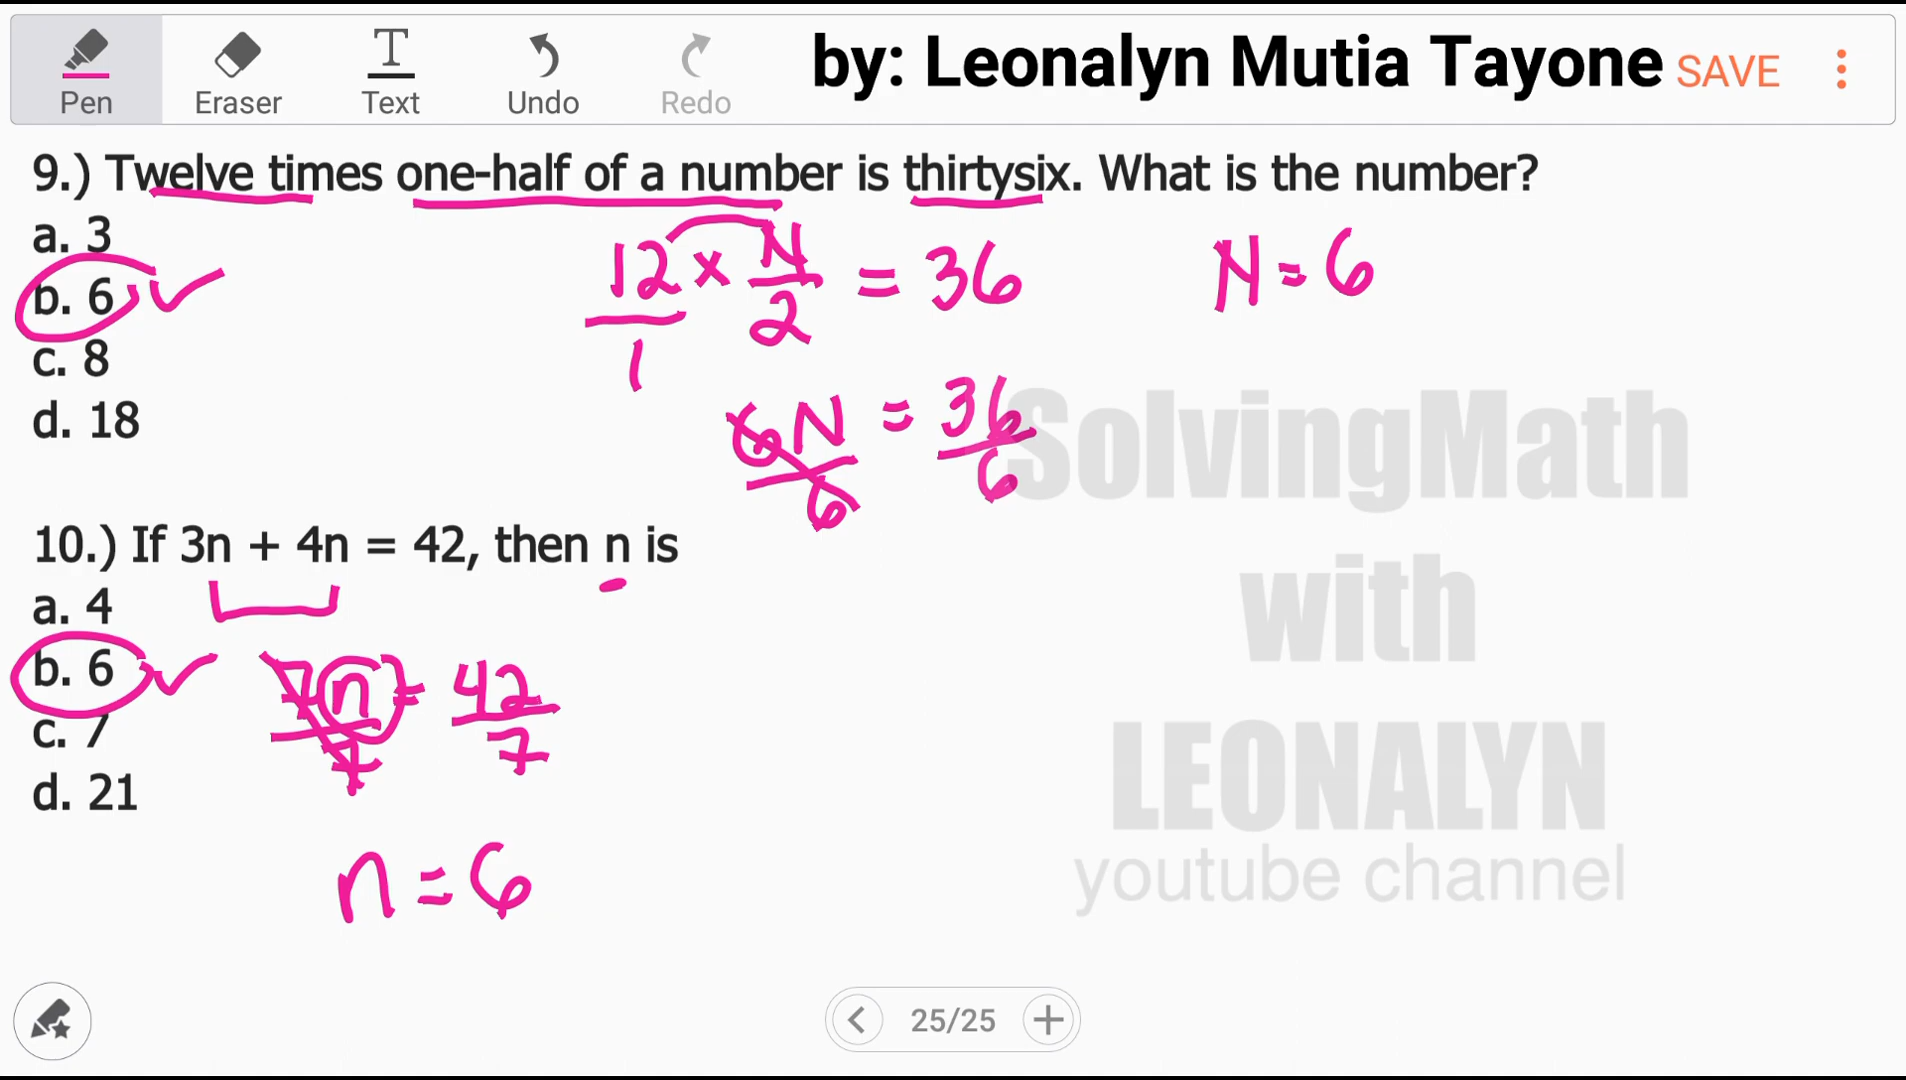 by: Leonalyn Mutia Tayone
SAVE
Pen
Eraser
Text
Undo
Redo
9.) Twelve times one-half of a number is thirtysix. What is the number?
a. 3
b. 6
c. 8
d. 18
12 × N/2 = 36
1
N = 6
6N/6 = 36/6
10.) If 3n + 4n = 42, then n is
a. 4
b. 6
c. 7
d. 21
7n/7 = 42/7
n = 6
SolvingMath
with
LEONALYN
youtube channel
25/25